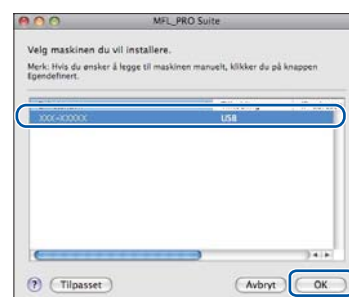 MFL_PRO Suite
Velg maskinen du vil installere.
Merk: Hvis du ønsker å legge til maskinen manuelt, klikker du på knappen
Egendefinert.
XXX-XXXXX USB
? Tilpasset Avbryt OK